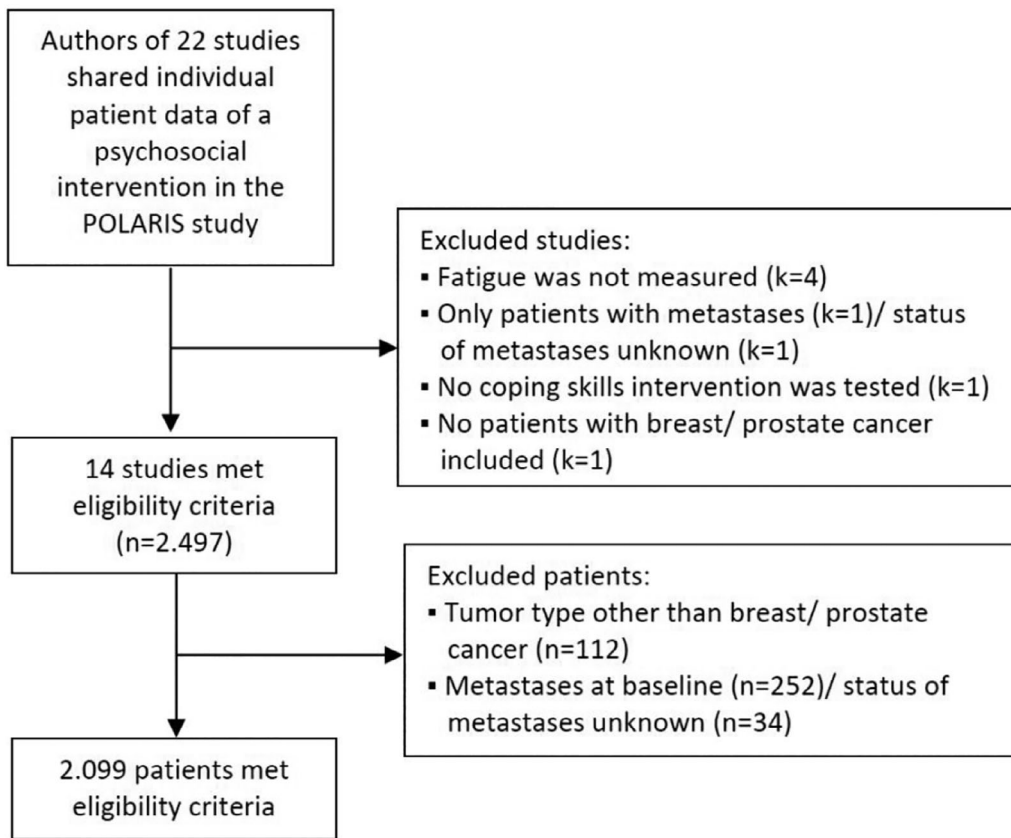 Authors of 22 studies
shared individual
patient data of a
psychosocial
intervention in the
POLARIS study
Excluded studies:
▪ Fatigue was not measured (k=4)
▪ Only patients with metastases (k=1)/ status
of metastases unknown (k=1)
▪ No coping skills intervention was tested (k=1)
▪ No patients with breast/ prostate cancer
included (k=1)
14 studies met
eligibility criteria
(n=2.497)
Excluded patients:
▪ Tumor type other than breast/ prostate
cancer (n=112)
▪ Metastases at baseline (n=252)/ status of
metastases unknown (n=34)
2.099 patients met
eligibility criteria